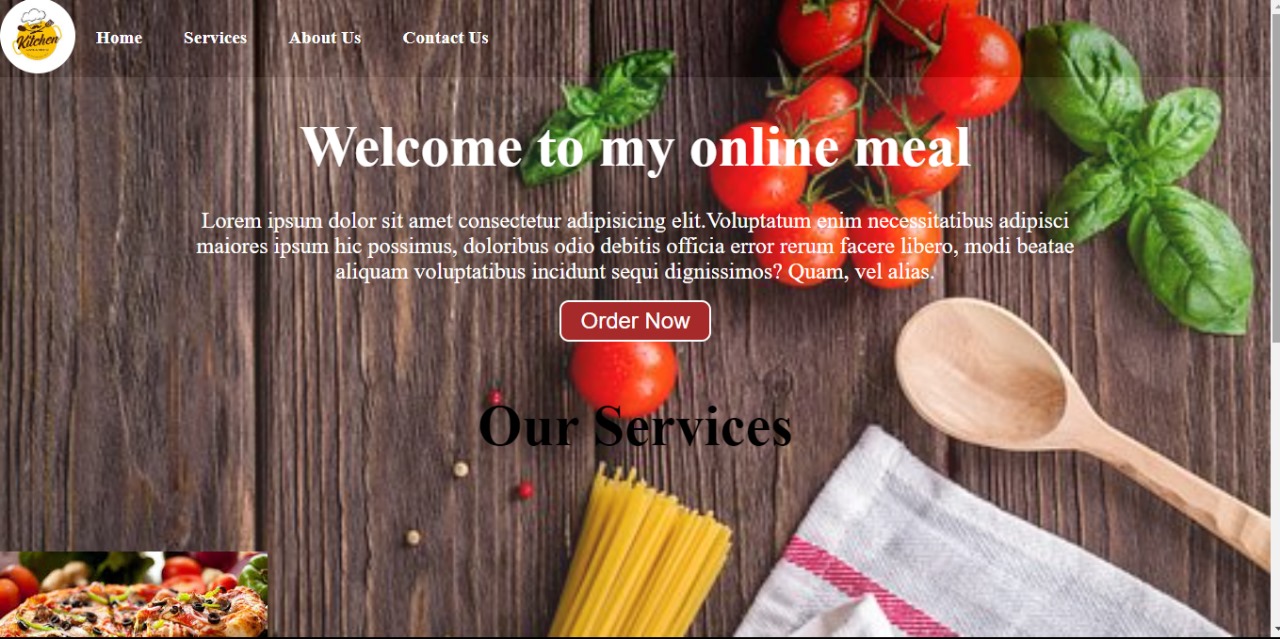 Kitchen
Home Services About Us Contact Us
Welcome to my online meal
Lorem ipsum dolor sit amet consectetur adipisicing elit.Voluptatum enim necessitatibus adipisci
maiores ipsum hic possimus, doloribus odio debitis officia error rerum facere libero, modi beatae
aliquam voluptatibus incidunt sequi dignissimos? Quam, vel alias.
Order Now
Our Services